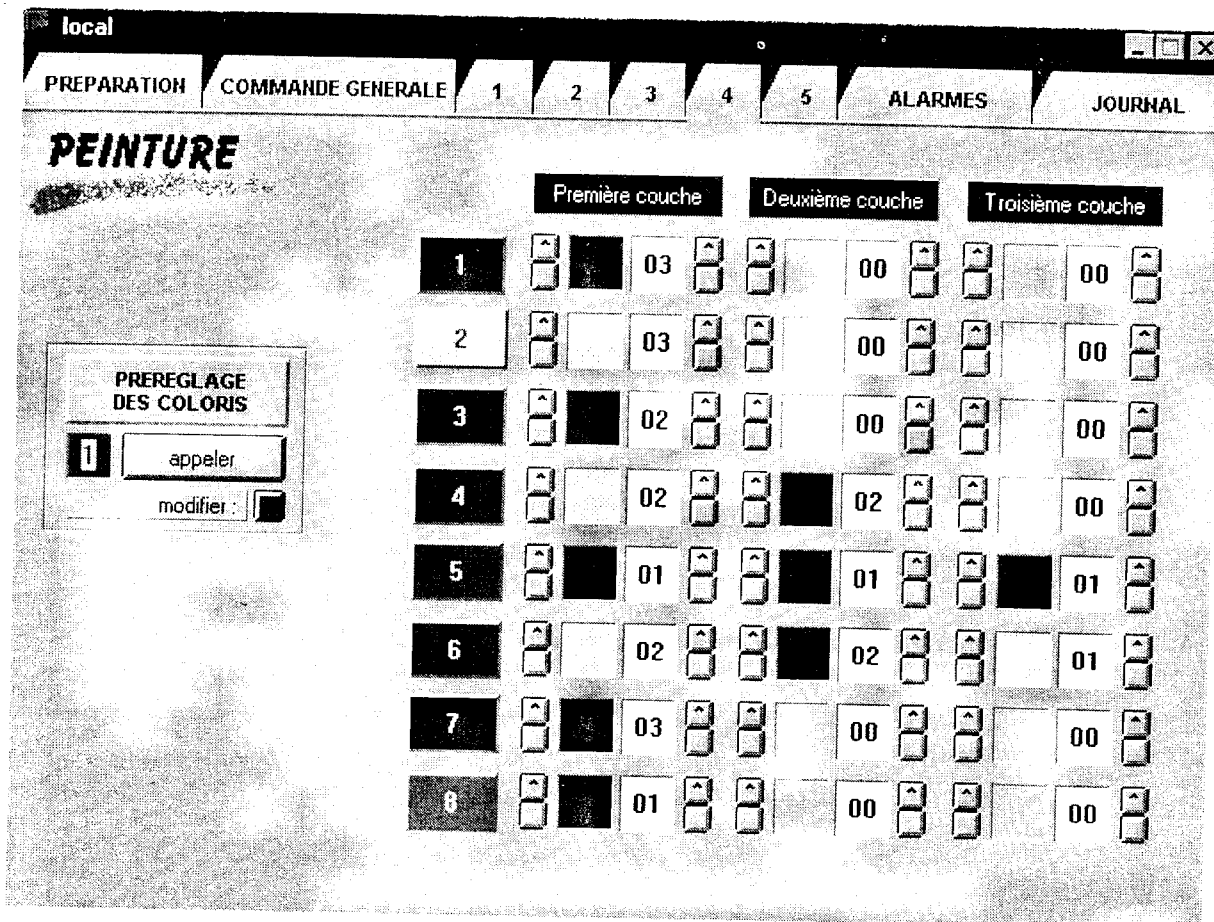 local
PREPARATION COMMANDE GENERALE 1 2 3 4 5 ALARMES JOURNAL
PEINTURE
Première couche Deuxième couche Troisième couche
1 03 00 00
2 03 00 00
PREREGLAGE
DES COLORIS
3 02 00 00
1 appeler
4 02 02 00
modifier :
5 01 01 01
6 02 02 01
7 03 00 00
8 01 00 00